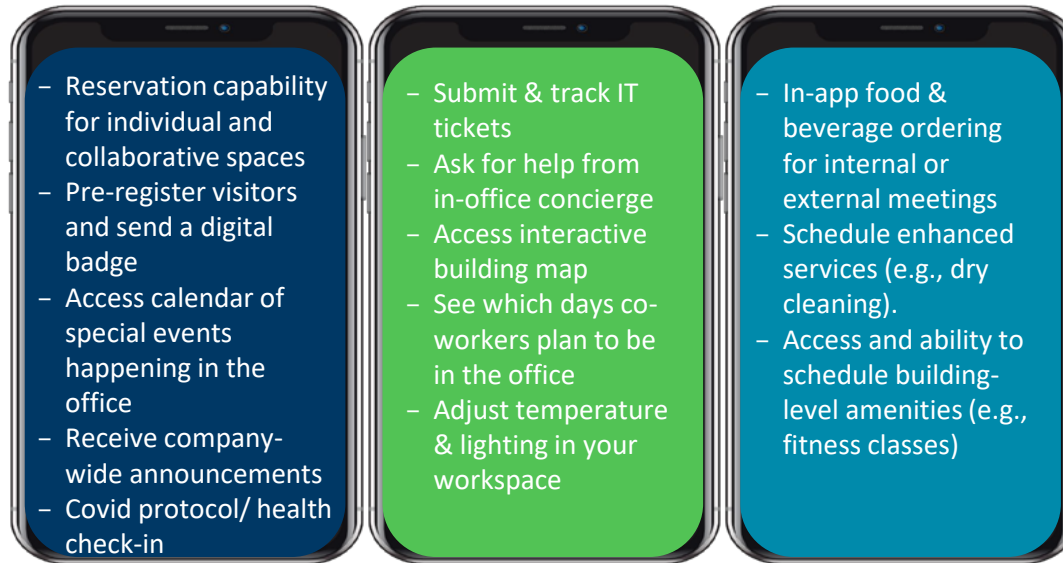 – Reservation capability
for individual and
collaborative spaces
– Pre-register visitors
and send a digital
badge
– Access calendar of
special events
happening in the
office
– Receive company-
wide announcements
– Covid protocol/ health
check-in
– Submit & track IT
tickets
– Ask for help from
in-office concierge
– Access interactive
building map
– See which days co-
workers plan to be
in the office
– Adjust temperature
& lighting in your
workspace
– In-app food &
beverage ordering
for internal or
external meetings
– Schedule enhanced
services (e.g., dry
cleaning).
– Access and ability to
schedule building-
level amenities (e.g.,
fitness classes)